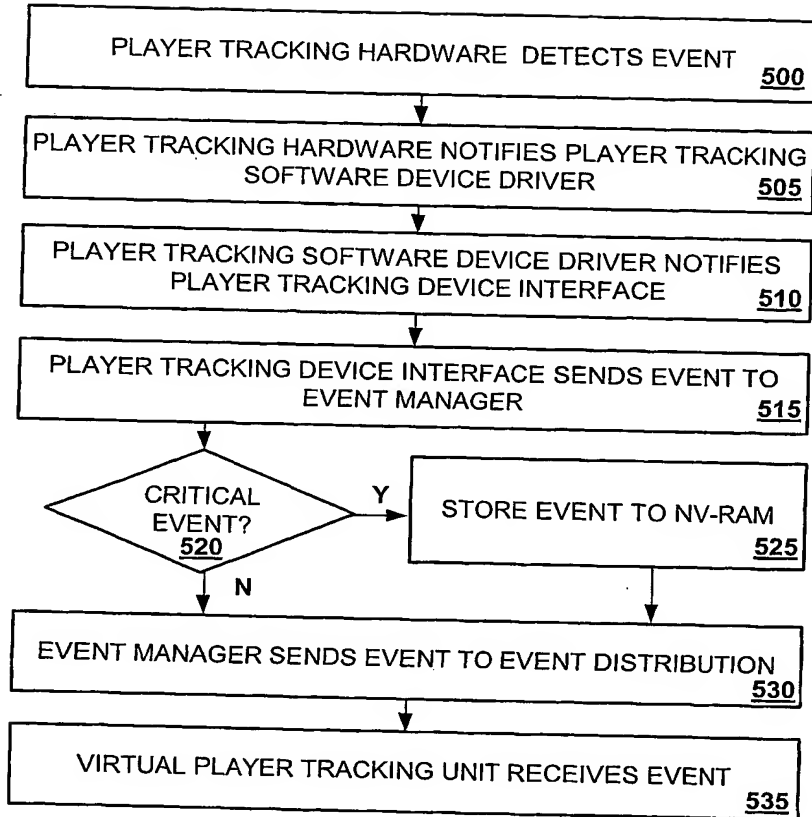 PLAYER TRACKING HARDWARE DETECTS EVENT
500
PLAYER TRACKING HARDWARE NOTIFIES PLAYER TRACKING
SOFTWARE DEVICE DRIVER
505
PLAYER TRACKING SOFTWARE DEVICE DRIVER NOTIFIES
PLAYER TRACKING DEVICE INTERFACE
510
PLAYER TRACKING DEVICE INTERFACE SENDS EVENT TO
EVENT MANAGER
515
CRITICAL
EVENT?
520
Y
STORE EVENT TO NV-RAM
525
N
EVENT MANAGER SENDS EVENT TO EVENT DISTRIBUTION
530
VIRTUAL PLAYER TRACKING UNIT RECEIVES EVENT
535